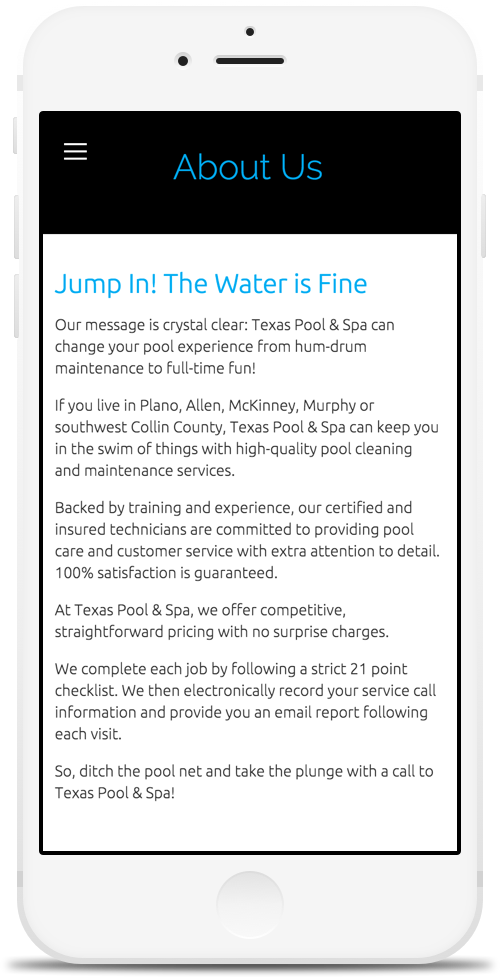 About Us
Jump In! The Water is Fine
Our message is crystal clear: Texas Pool & Spa can
change your pool experience from hum-drum
maintenance to full-time fun!
If you live in Plano, Allen, McKinney, Murphy or
southwest Collin County, Texas Pool & Spa can keep you
in the swim of things with high-quality pool cleaning
and maintenance services.
Backed by training and experience, our certified and
insured technicians are committed to providing pool
care and customer service with extra attention to detail.
100% satisfaction is guaranteed.
At Texas Pool & Spa, we offer competitive,
straightforward pricing with no surprise charges.
We complete each job by following a strict 21 point
checklist. We then electronically record your service call
information and provide you an email report following
each visit.
So, ditch the pool net and take the plunge with a call to
Texas Pool & Spa!